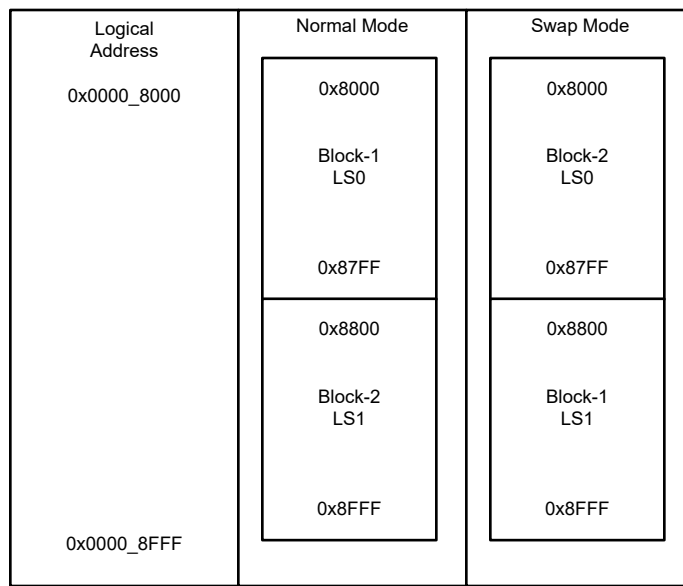 Logical
Address
0x0000_8000
0x0000_8FFF
Normal Mode
0x8000
Block-1
LS0
0x87FF
0x8800
Block-2
LS1
0x8FFF
Swap Mode
0x8000
Block-2
LS0
0x87FF
0x8800
Block-1
LS1
0x8FFF